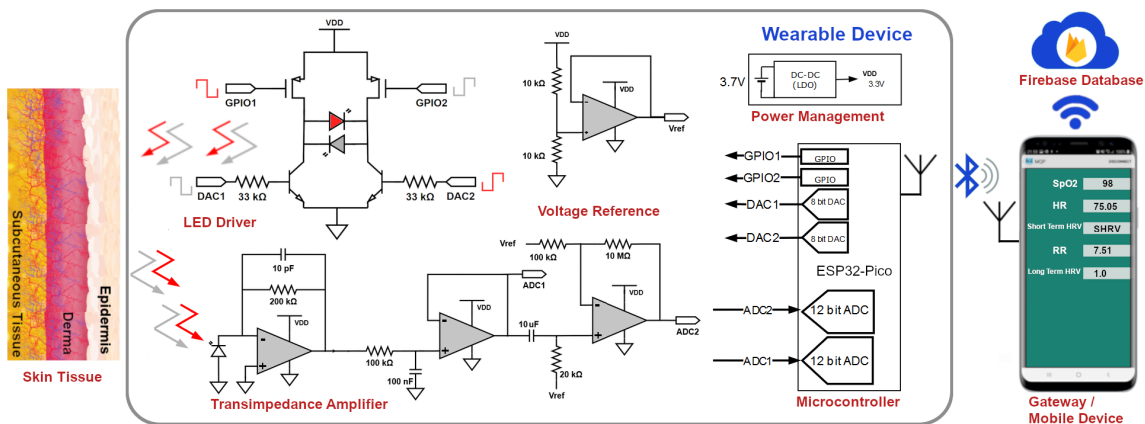 Wearable Device
VDD
GPIO1
GPIO2
DAC1
33 kΩ
33 kΩ
DAC2
LED Driver
VDD
10 kΩ
10 kΩ
VDD
Vref
Voltage Reference
3.7V
DC-DC
(LDO)
VDD
3.3V
Power Management
GPIO1
GPIO
GPIO2
GPIO
DAC1
8 bit DAC
DAC2
8 bit DAC
ESP32-Pico
ADC2
12 bit ADC
ADC1
12 bit ADC
Microcontroller
Subcutaneous Tissue
Derma
Epidermis
Skin Tissue
10 pF
200 kΩ
VDD
100 kΩ
100 nF
VDD
ADC1
10 uF
20 kΩ
Vref
Vref
100 kΩ
10 MΩ
VDD
ADC2
Transimpedance Amplifier
Firebase Database
MQP
SpO2
98
HR
75.05
Short Term HRV
SHRV
RR
7.51
Long Term HRV
1.0
Gateway /
Mobile Device